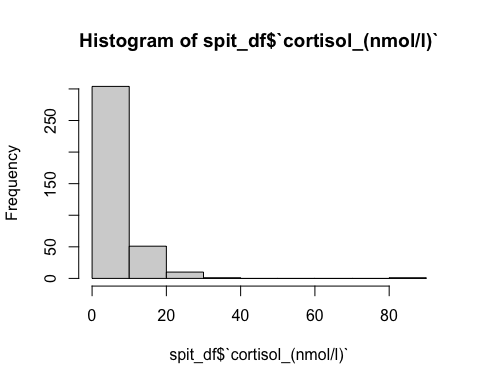 Histogram of spit_df$`cortisol_(nmol/l)`
Frequency
250
150
50
0
0 20 40 60 80
spit_df$`cortisol_(nmol/l)`